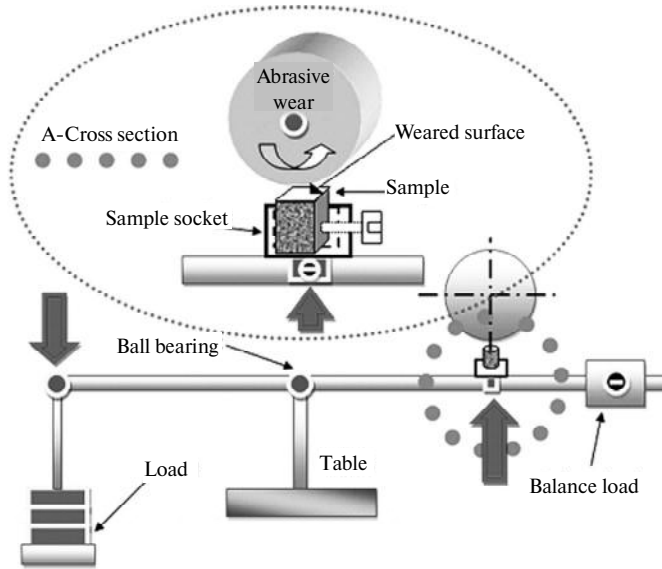 Abrasive
wear
A-Cross section
Weared surface
Sample
Sample socket
Ball bearing
Load
Table
Balance load